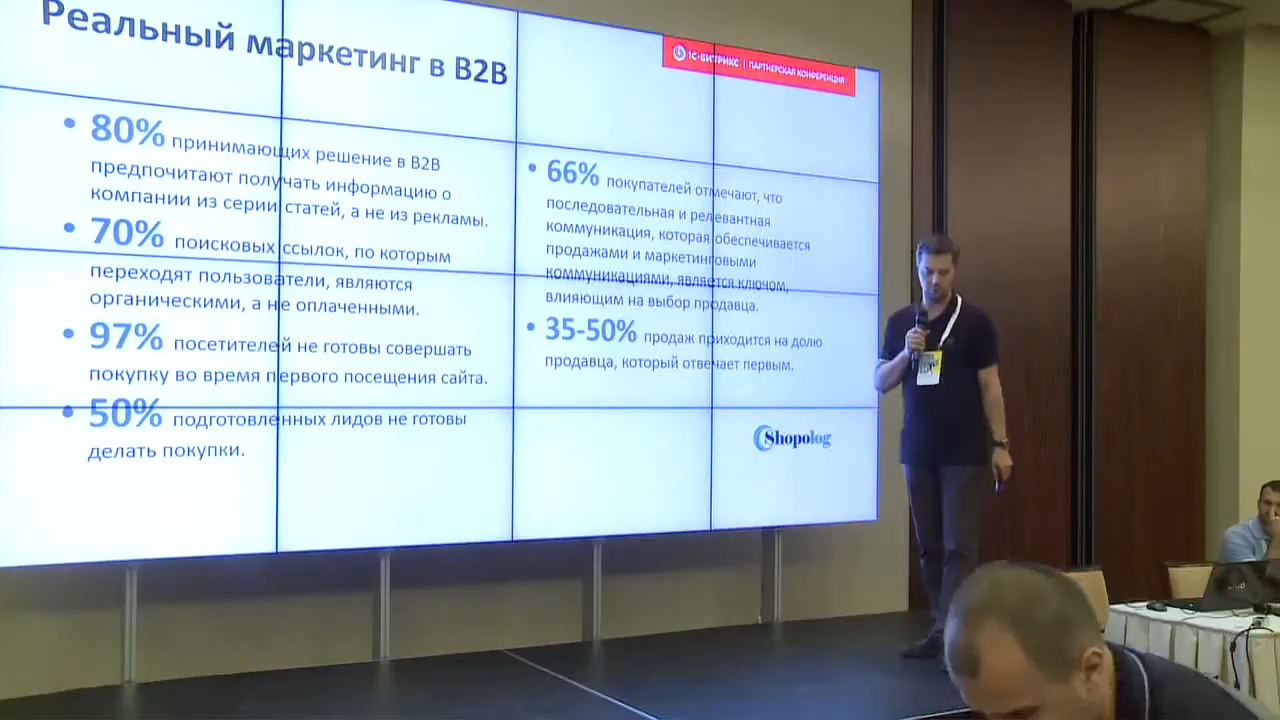 Реальный маркетинг в B2B
1С-БИТРИКС | ПАРТНЕРСКАЯ КОНФЕРЕНЦИЯ
• 80% принимающих решение в B2B
предпочитают получать информацию о
компании из серии статей, а не из рекламы.
• 70% поисковых ссылок, по которым
переходят пользователи, являются
органическими, а не оплаченными.
• 97% посетителей не готовы совершать
покупку во время первого посещения сайта.
• 50% подготовленных лидов не готовы
делать покупки.
• 66% покупателей отмечают, что
последовательная и релевантная
коммуникация, которая обеспечивается
продажами и маркетинговыми
коммуникациями, является ключом,
влияющим на выбор продавца.
• 35-50% продаж приходится на долю
продавца, который отвечает первым.
Shopolog